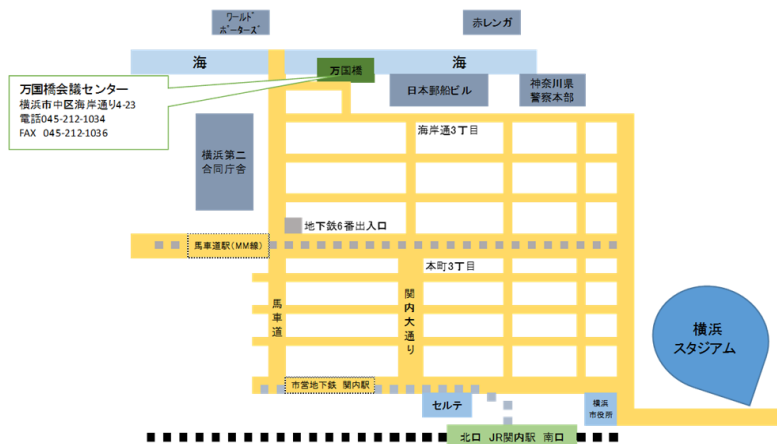 ワールド
ポーターズ
赤レンガ
海
海
万国橋
万国橋会議センター
横浜市中区海岸通り4-23
電話045-212-1034
FAX 045-212-1036
日本郵船ビル
神奈川県
警察本部
海岸通3丁目
横浜第二
合同庁舎
地下鉄6番出入口
馬車道駅(MM線)
本町3丁目
馬車道
関内大通り
横浜
スタジアム
市営地下鉄 関内駅
セルテ
横浜
市役所
北口 JR関内駅 南口